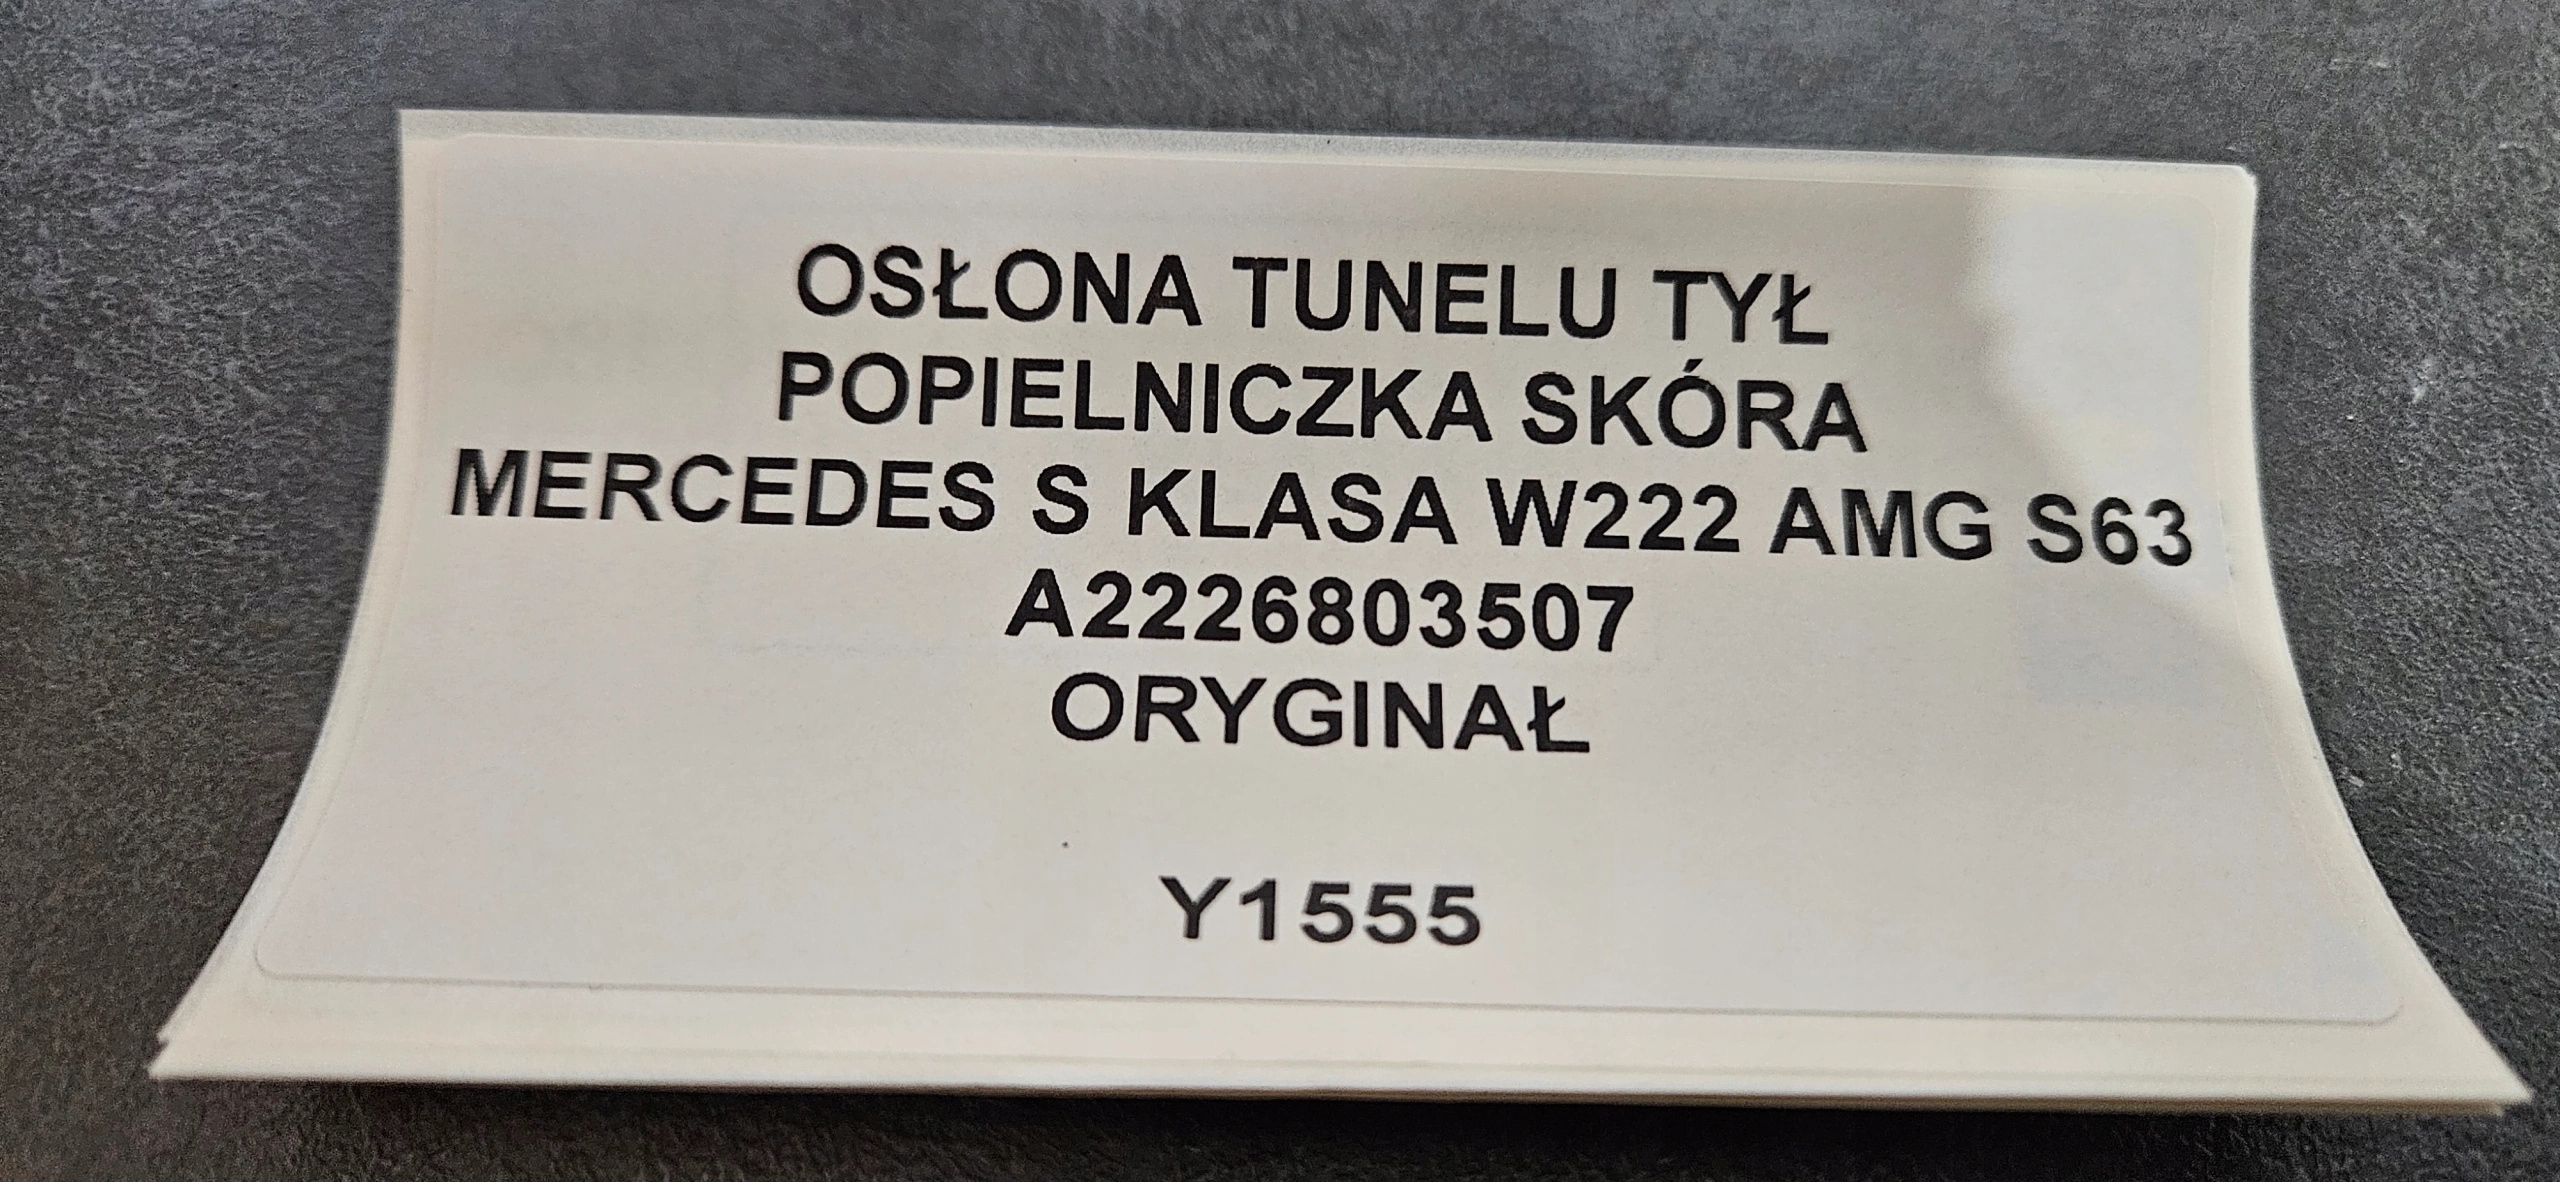 OSŁONA TUNELU TYŁ
POPIELNICZKA SKÓRA
MERCEDES S KLASA W222 AMG S63
A2226803507
ORYGINAŁ
Y1555